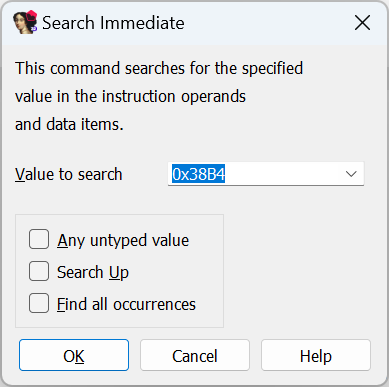 Search Immediate
This command searches for the specified
value in the instruction operands
and data items.
Value to search 0x38B4
Any untyped value
Search Up
Find all occurrences
OK Cancel Help